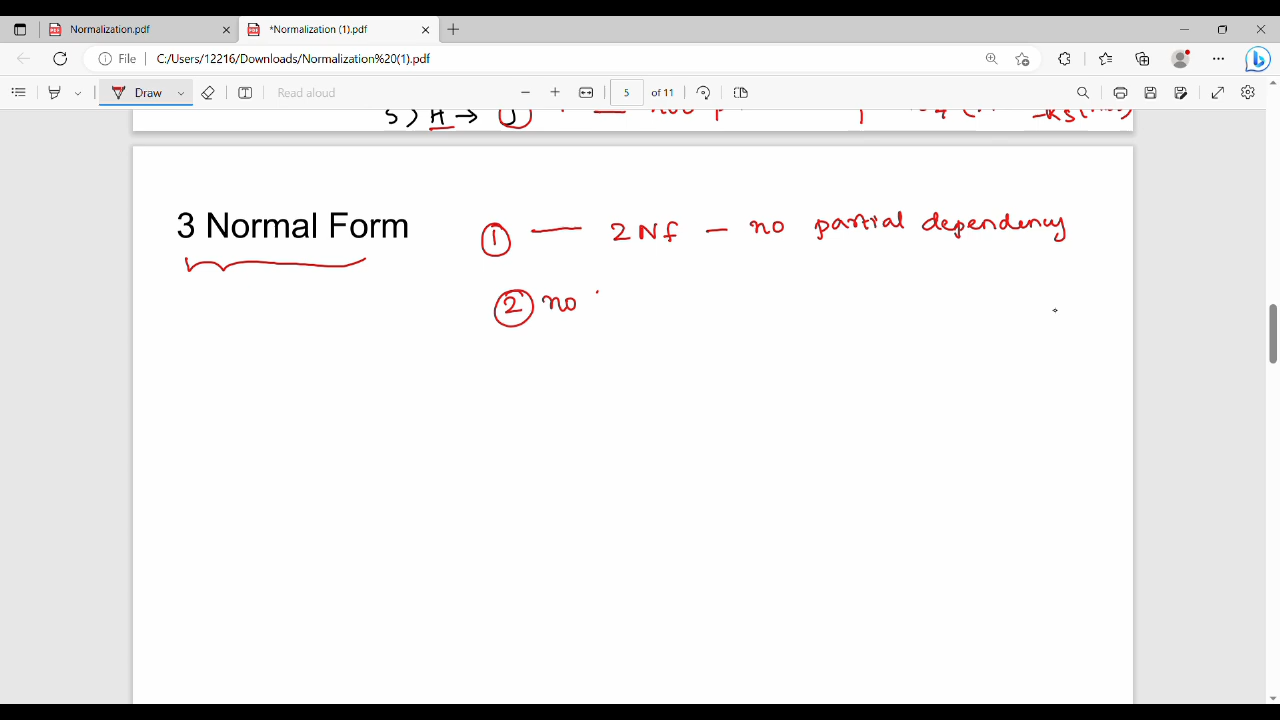 Normalization.pdf
*Normalization (1).pdf
File
C:/Users/12216/Downloads/Normalization%20(1).pdf
Draw
Read aloud
5 of 11
5) H → J
3 Normal Form
1 — 2Nf — no partial dependency
2 no